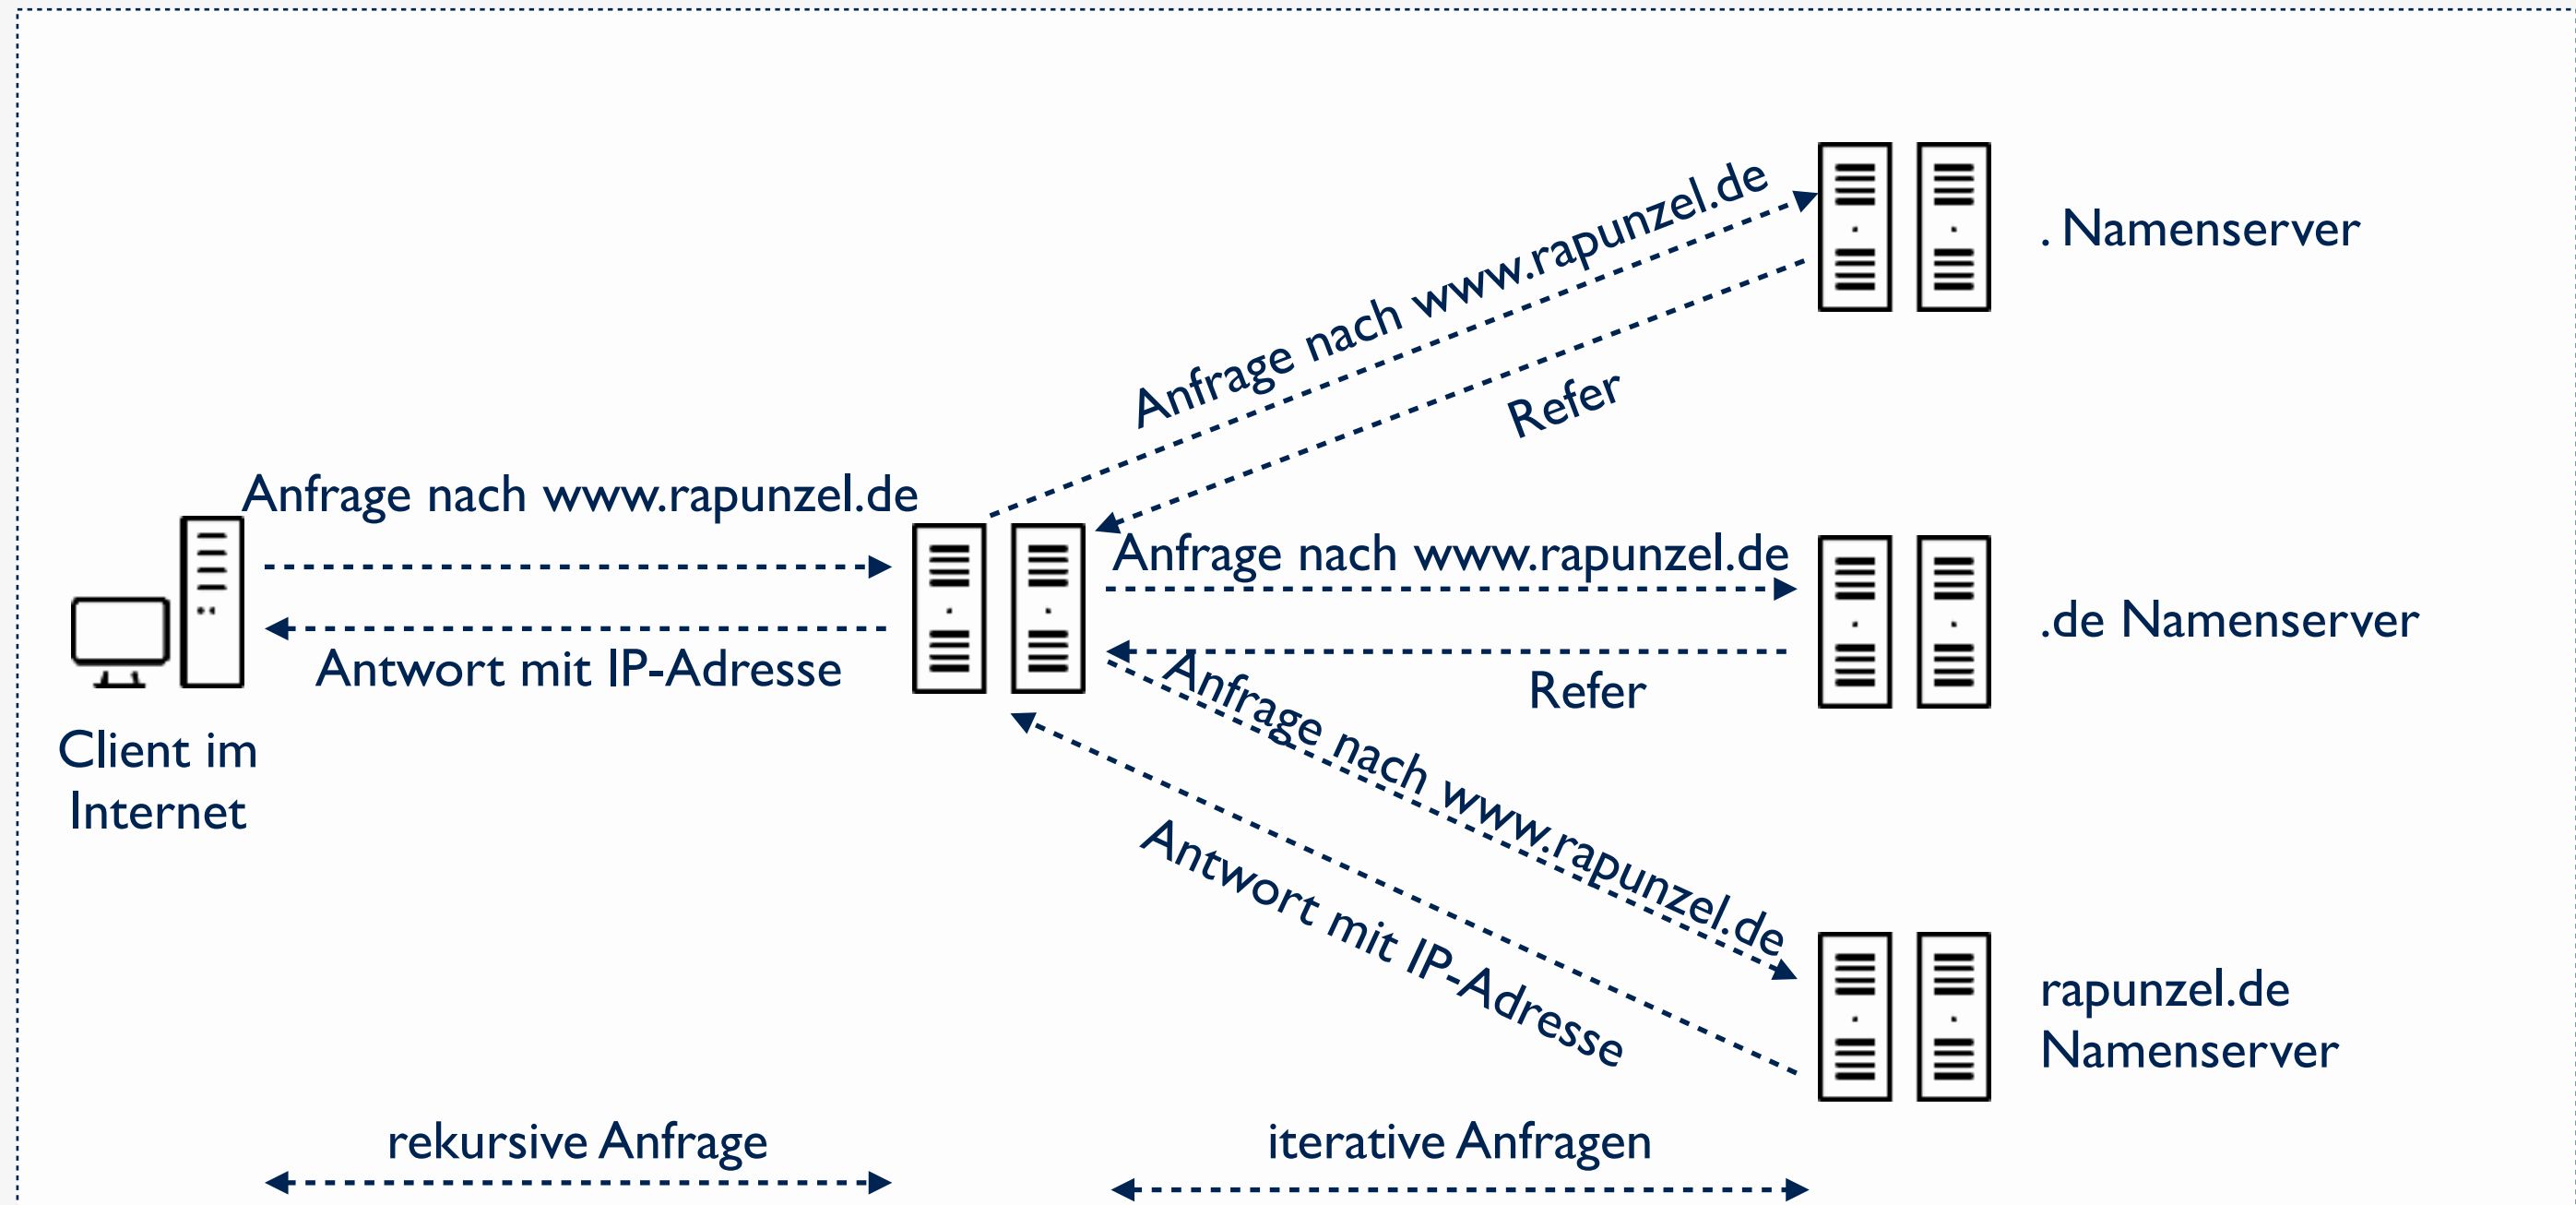 Anfrage nach www.rapunzel.de
. Namenserver
Refer
Anfrage nach www.rapunzel.de
Anfrage nach www.rapunzel.de
.de Namenserver
Antwort mit IP-Adresse
Refer
Client im
Internet
Anfrage nach www.rapunzel.de
Antwort mit IP-Adresse
rapunzel.de
Namenserver
rekursive Anfrage
iterative Anfragen